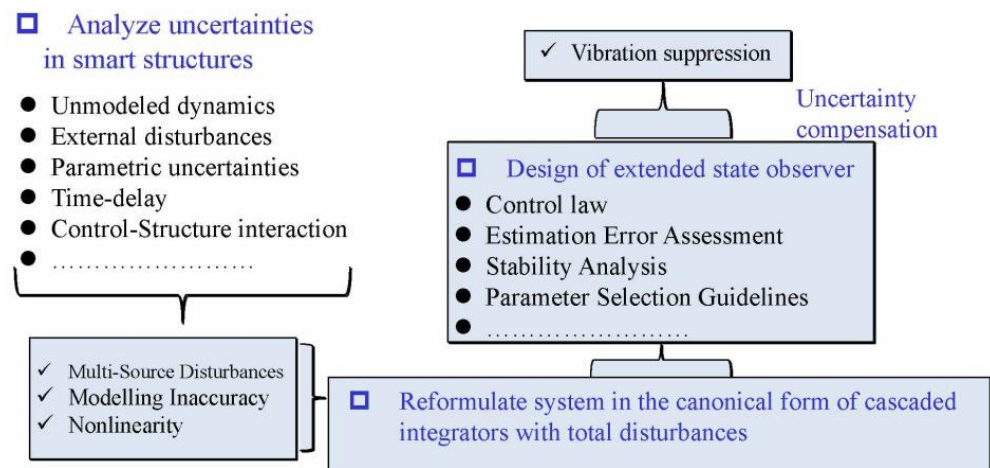 Analyze uncertainties
in smart structures
● Unmodeled dynamics
● External disturbances
● Parametric uncertainties
● Time-delay
● Control-Structure interaction
● ........................
✓ Multi-Source Disturbances
✓ Modelling Inaccuracy
✓ Nonlinearity
✓ Vibration suppression
Uncertainty
compensation
Design of extended state observer
● Control law
● Estimation Error Assessment
● Stability Analysis
● Parameter Selection Guidelines
● ........................
Reformulate system in the canonical form of cascaded
integrators with total disturbances